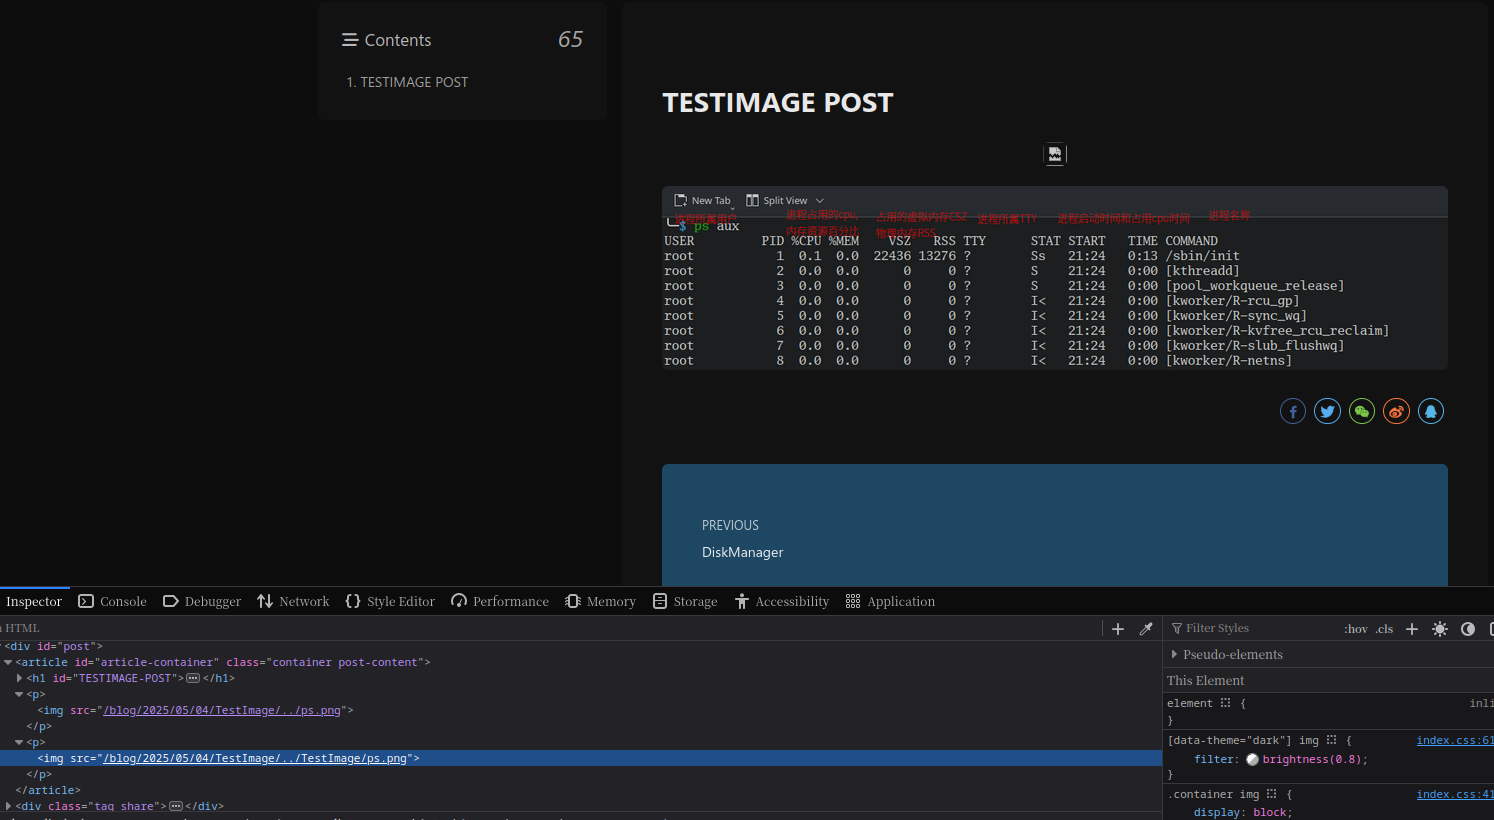 Contents 65
1. TESTIMAGE POST
TESTIMAGE POST
New Tab Split View
进程所属用户 进程占用的cpu, 占用的虚拟内存CSZ 进程所属TTY 进程启动时间和占用cpu时间 进程名称
内存资源百分比 物理内存RSS
└─$ ps aux
USER PID %CPU %MEM VSZ RSS TTY STAT START TIME COMMAND
root 1 0.1 0.0 22436 13276 ? Ss 21:24 0:13 /sbin/init
root 2 0.0 0.0 0 0 ? S 21:24 0:00 [kthreadd]
root 3 0.0 0.0 0 0 ? S 21:24 0:00 [pool_workqueue_release]
root 4 0.0 0.0 0 0 ? I< 21:24 0:00 [kworker/R-rcu_gp]
root 5 0.0 0.0 0 0 ? I< 21:24 0:00 [kworker/R-sync_wq]
root 6 0.0 0.0 0 0 ? I< 21:24 0:00 [kworker/R-kvfree_rcu_reclaim]
root 7 0.0 0.0 0 0 ? I< 21:24 0:00 [kworker/R-slub_flushwq]
root 8 0.0 0.0 0 0 ? I< 21:24 0:00 [kworker/R-netns]
PREVIOUS
DiskManager
Inspector Console Debugger Network Style Editor Performance Memory Storage Accessibility Application
HTML
<div id="post">
<article id="article-container" class="container post-content">
<h1 id="TESTIMAGE-POST">···</h1>
<p>
<img src="/blog/2025/05/04/TestImage/../ps.png">
</p>
<p>
<img src="/blog/2025/05/04/TestImage/../TestImage/ps.png">
</p>
</article>
<div class="tag share">···</div>
Filter Styles :hov .cls
Pseudo-elements
This Element
element { inli
}
[data-theme="dark"] img { index.css:61
filter: brightness(0.8);
}
.container img { index.css:41
display: block;